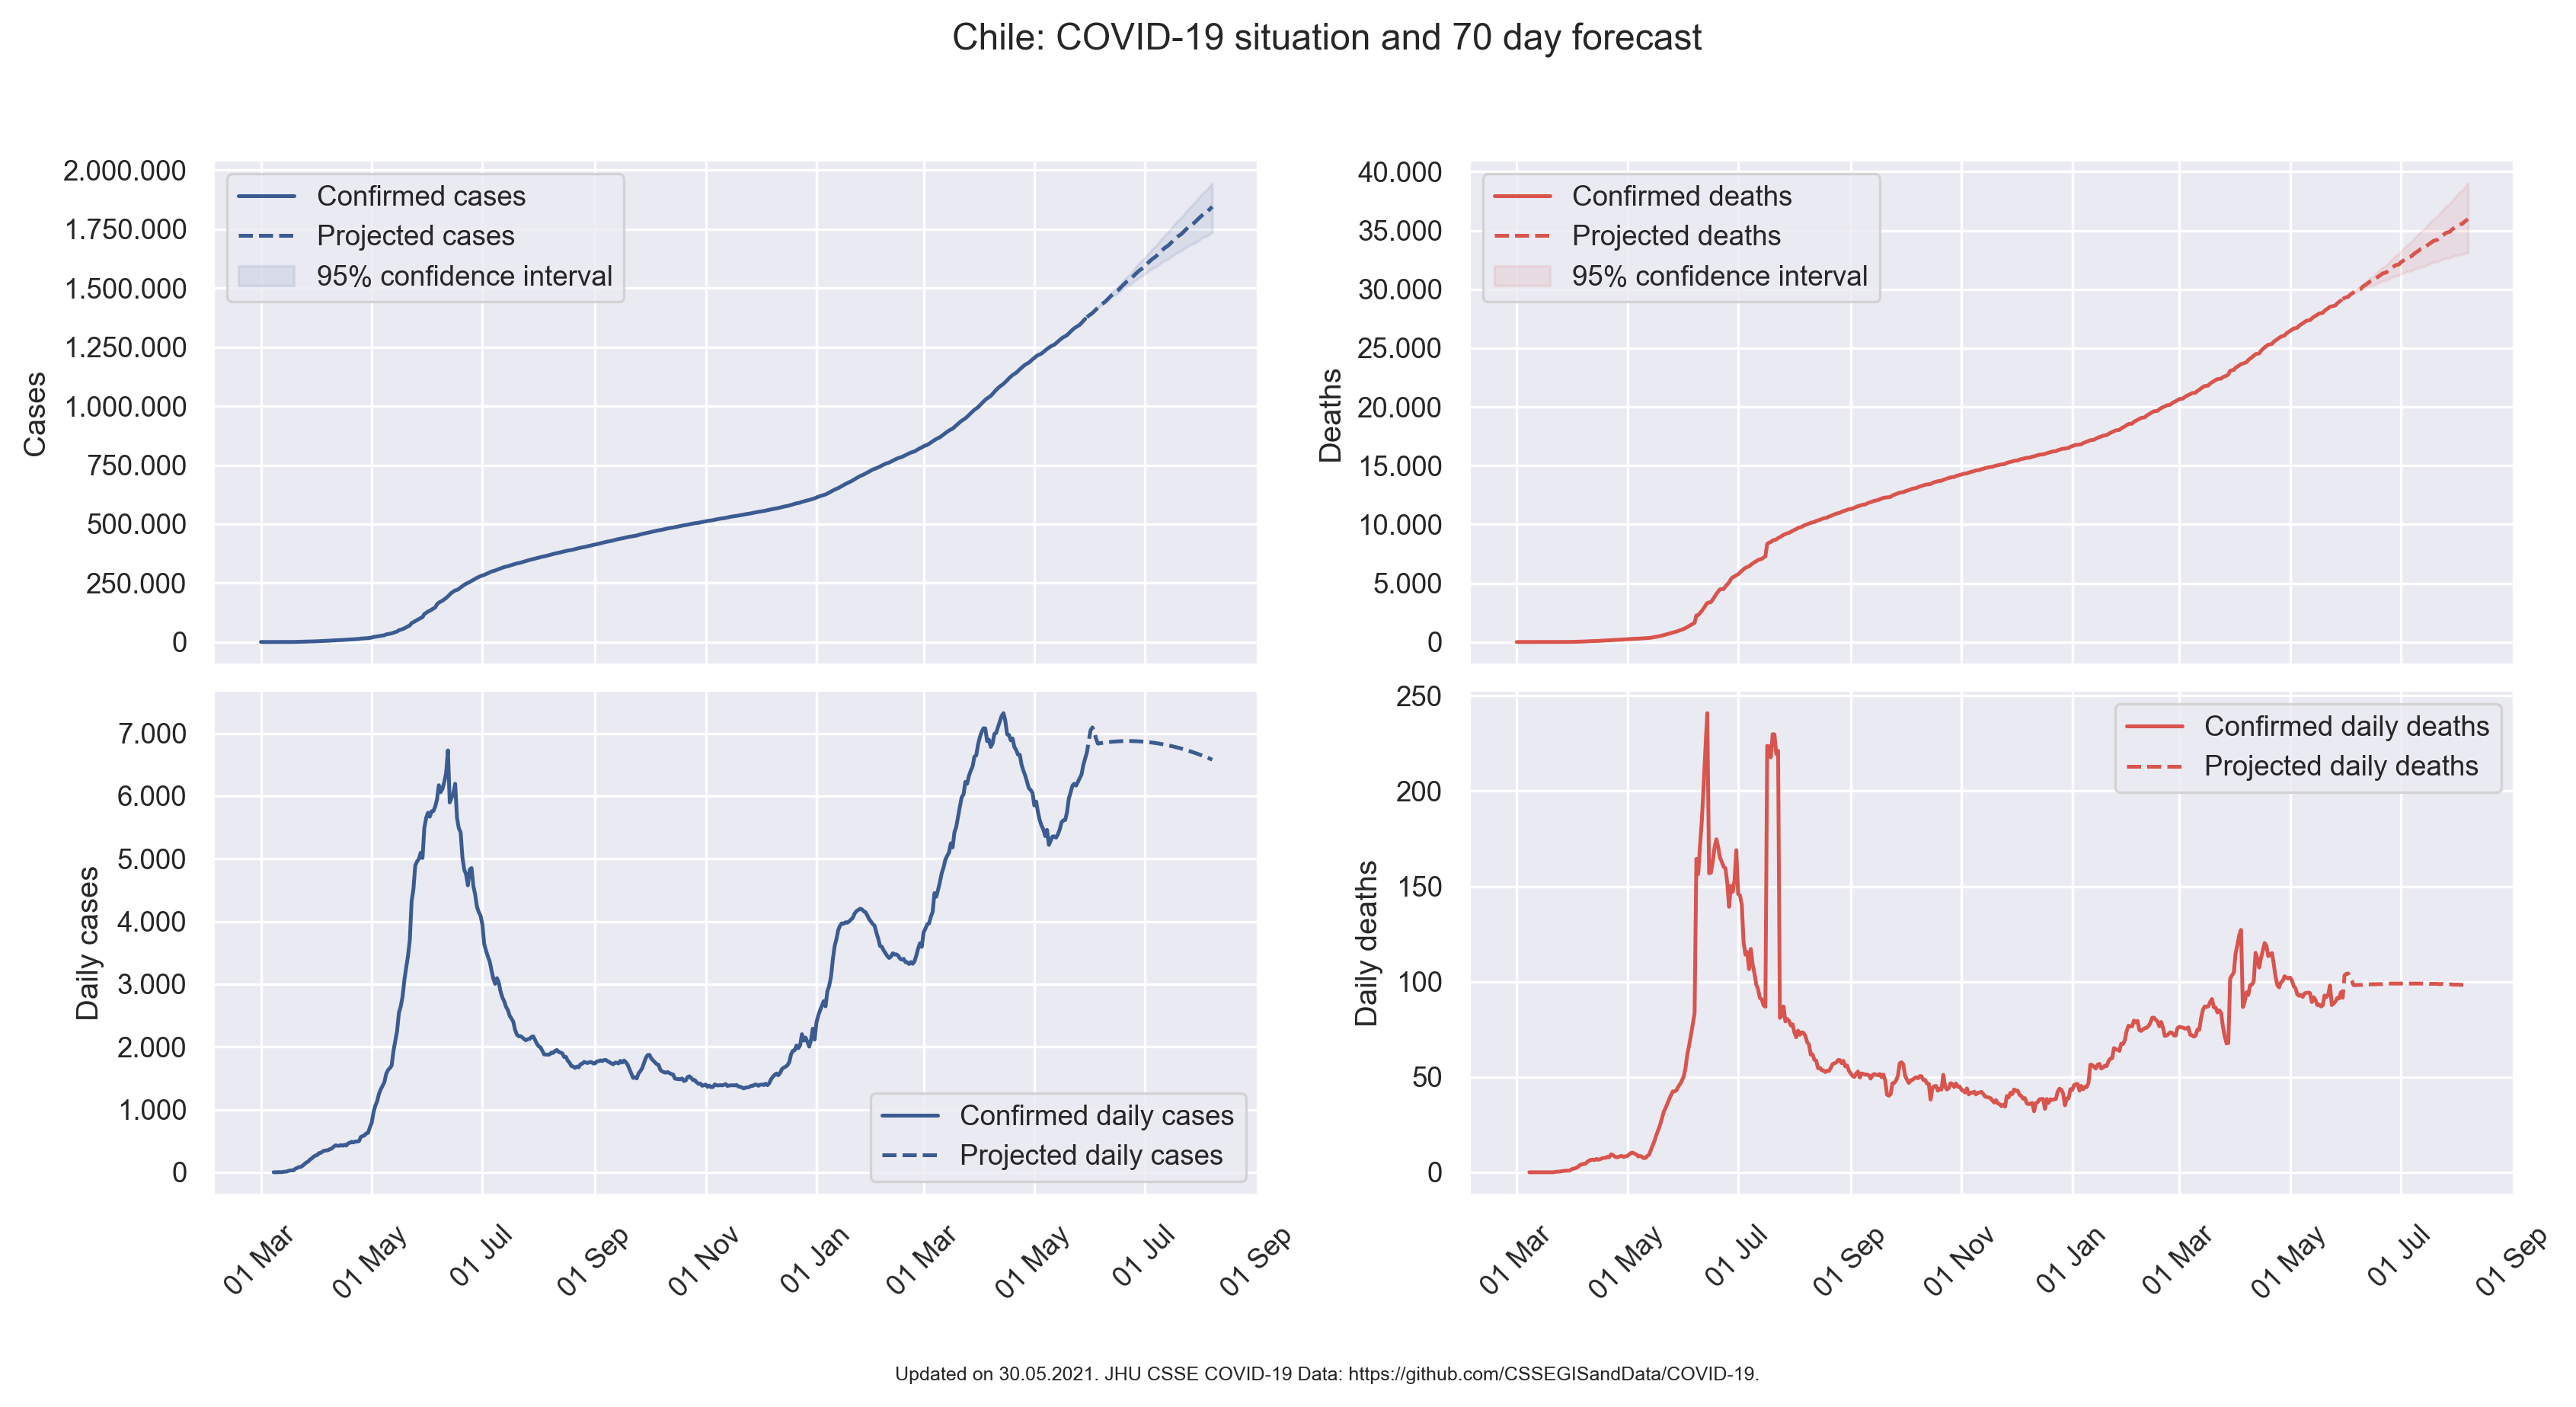 Chile: COVID-19 situation and 70 day forecast
Cases
2.000.000
1.750.000
1.500.000
1.250.000
1.000.000
750.000
500.000
250.000
0
Confirmed cases
Projected cases
95% confidence interval
Deaths
40.000
35.000
30.000
25.000
20.000
15.000
10.000
5.000
0
Confirmed deaths
Projected deaths
95% confidence interval
Daily cases
7.000
6.000
5.000
4.000
3.000
2.000
1.000
0
Confirmed daily cases
Projected daily cases
01 Mar
01 May
01 Jul
01 Sep
01 Nov
01 Jan
01 Mar
01 May
01 Jul
01 Sep
Daily deaths
250
200
150
100
50
0
Confirmed daily deaths
Projected daily deaths
01 Mar
01 May
01 Jul
01 Sep
01 Nov
01 Jan
01 Mar
01 May
01 Jul
01 Sep
Updated on 30.05.2021. JHU CSSE COVID-19 Data: https://github.com/CSSEGISandData/COVID-19.